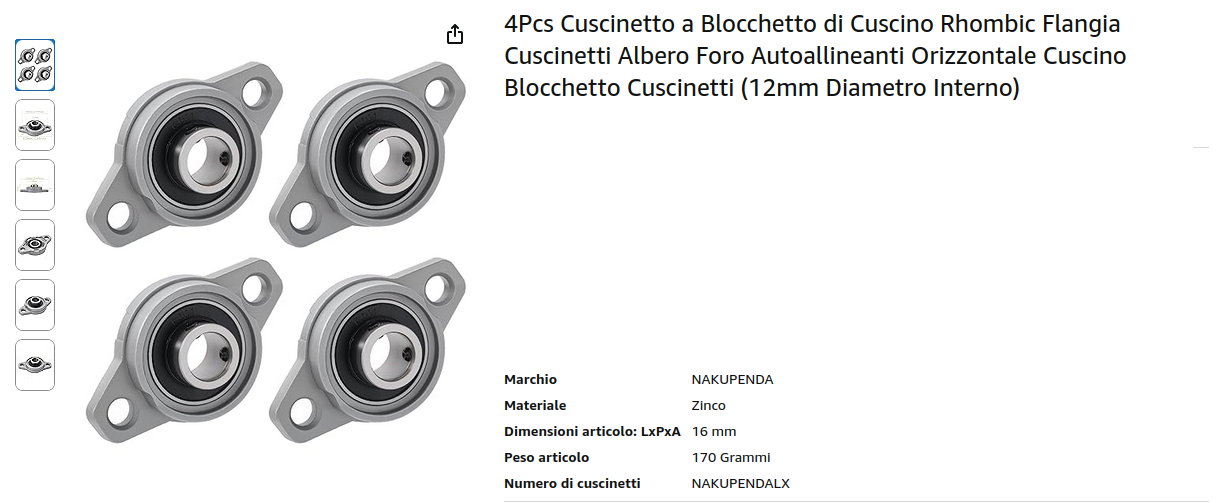 4Pcs Cuscinetto a Blocchetto di Cuscino Rhombic Flangia
Cuscinetti Albero Foro Autoallineanti Orizzontale Cuscino
Blocchetto Cuscinetti (12mm Diametro Interno)
Marchio NAKUPENDA
Materiale Zinco
Dimensioni articolo: LxPxA 16 mm
Peso articolo 170 Grammi
Numero di cuscinetti NAKUPENDALX